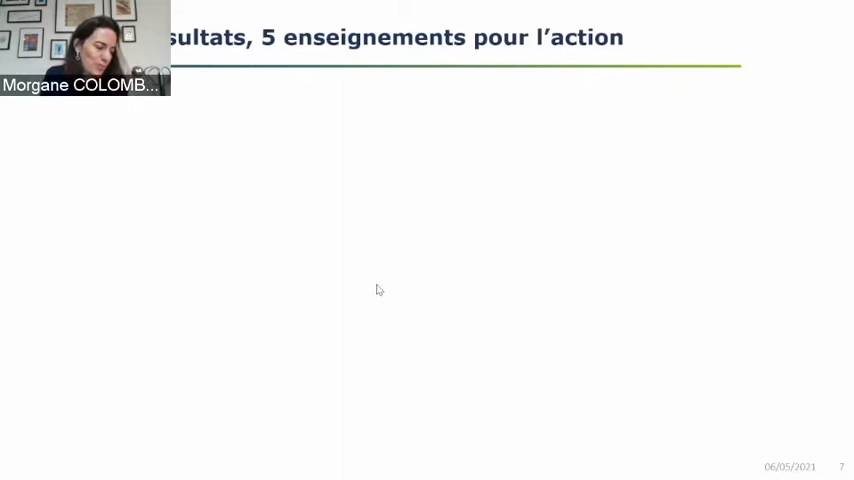 sultats, 5 enseignements pour l’action
Morgane COLOMB...
06/05/2021 7